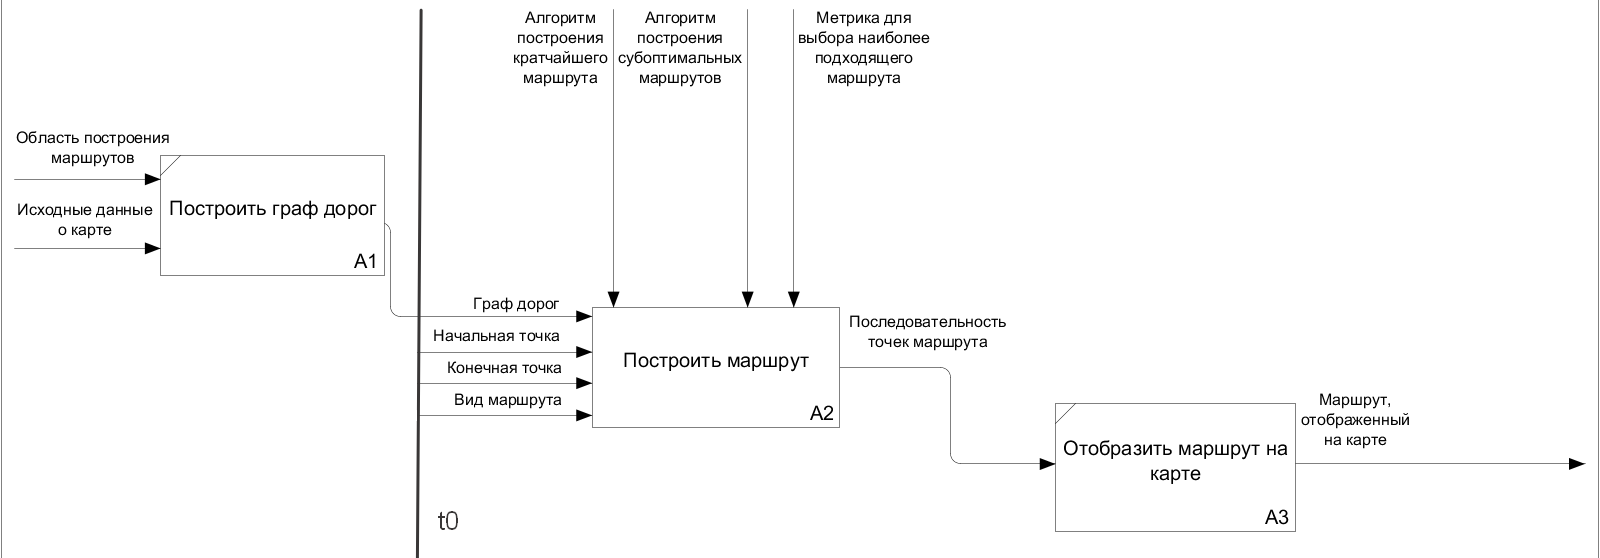 Алгоритм
построения
кратчайшего
маршрута
Алгоритм
построения
субоптимальных
маршрутов
Метрика для
выбора наиболее
подходящего
маршрута
Область построения
маршрутов
Исходные данные
о карте
Построить граф дорог
A1
Граф дорог
Начальная точка
Конечная точка
Вид маршрута
Построить маршрут
A2
Последовательность
точек маршрута
Отобразить маршрут на
карте
A3
Маршрут,
отображенный
на карте
t0